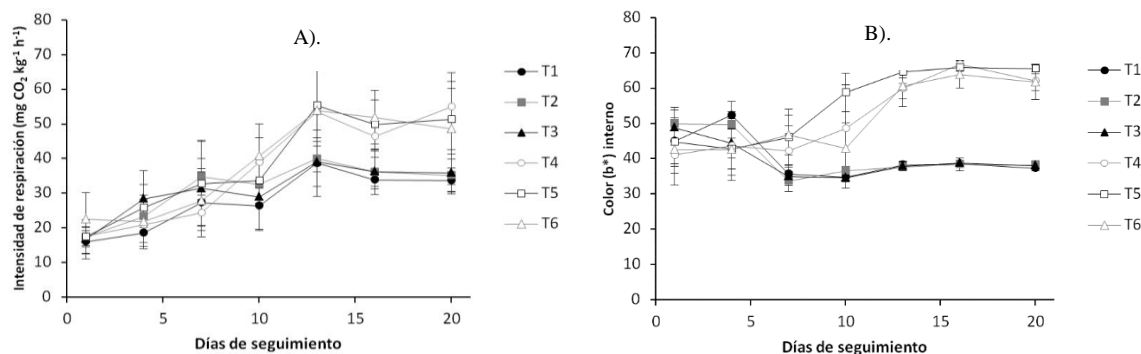 A).
Intensidad de respiración (mg CO₂ kg⁻¹ h⁻¹)
80
70
60
50
40
30
20
10
0
0 5 10 15 20
Días de seguimiento
T1
T2
T3
T4
T5
T6
B).
Color (b*) interno
80
70
60
50
40
30
20
10
0
0 5 10 15 20
Días de seguimiento
T1
T2
T3
T4
T5
T6